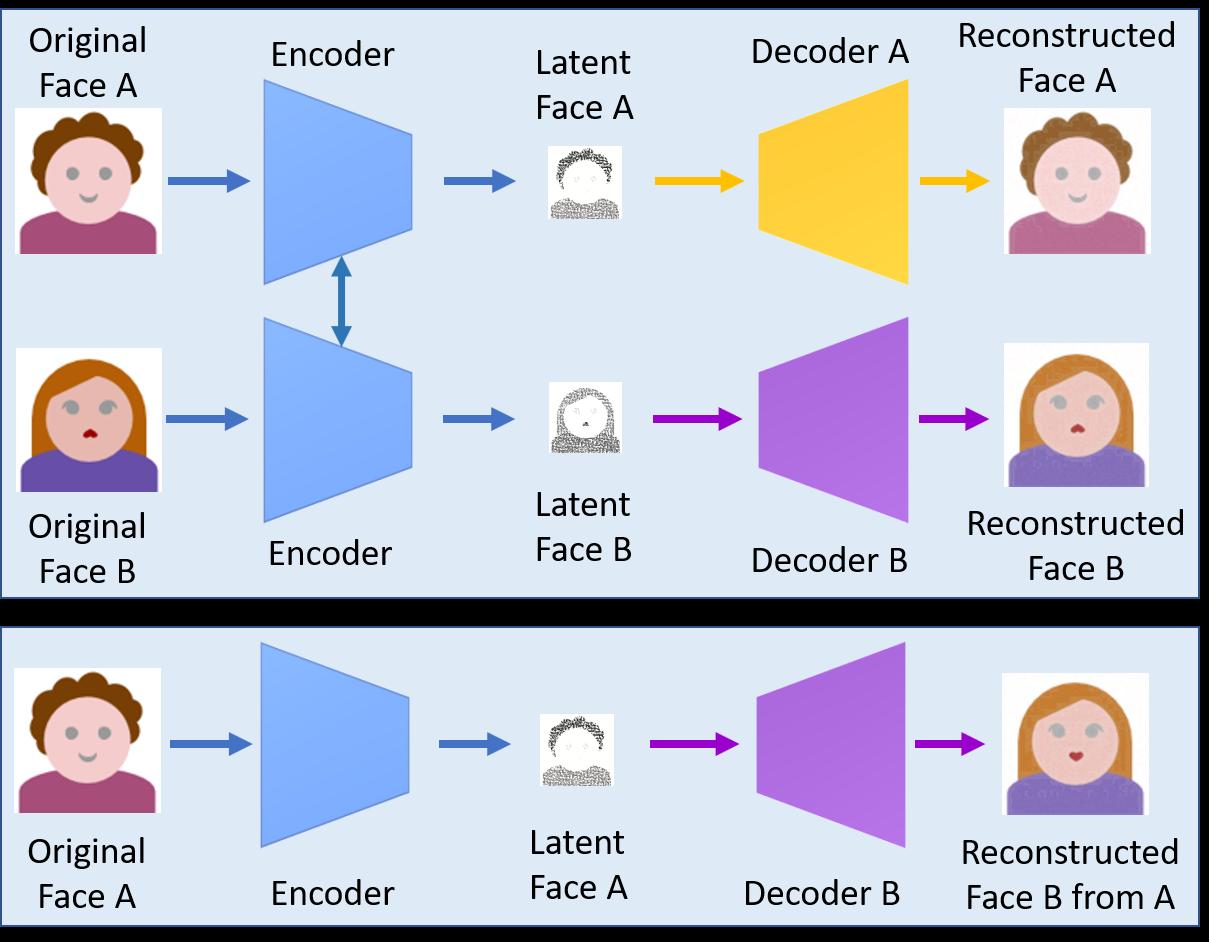 Original
Face A
Encoder
Latent
Face A
Decoder A
Reconstructed
Face A
Original
Face B
Encoder
Latent
Face B
Decoder B
Reconstructed
Face B
Original
Face A
Encoder
Latent
Face A
Decoder B
Reconstructed
Face B from A